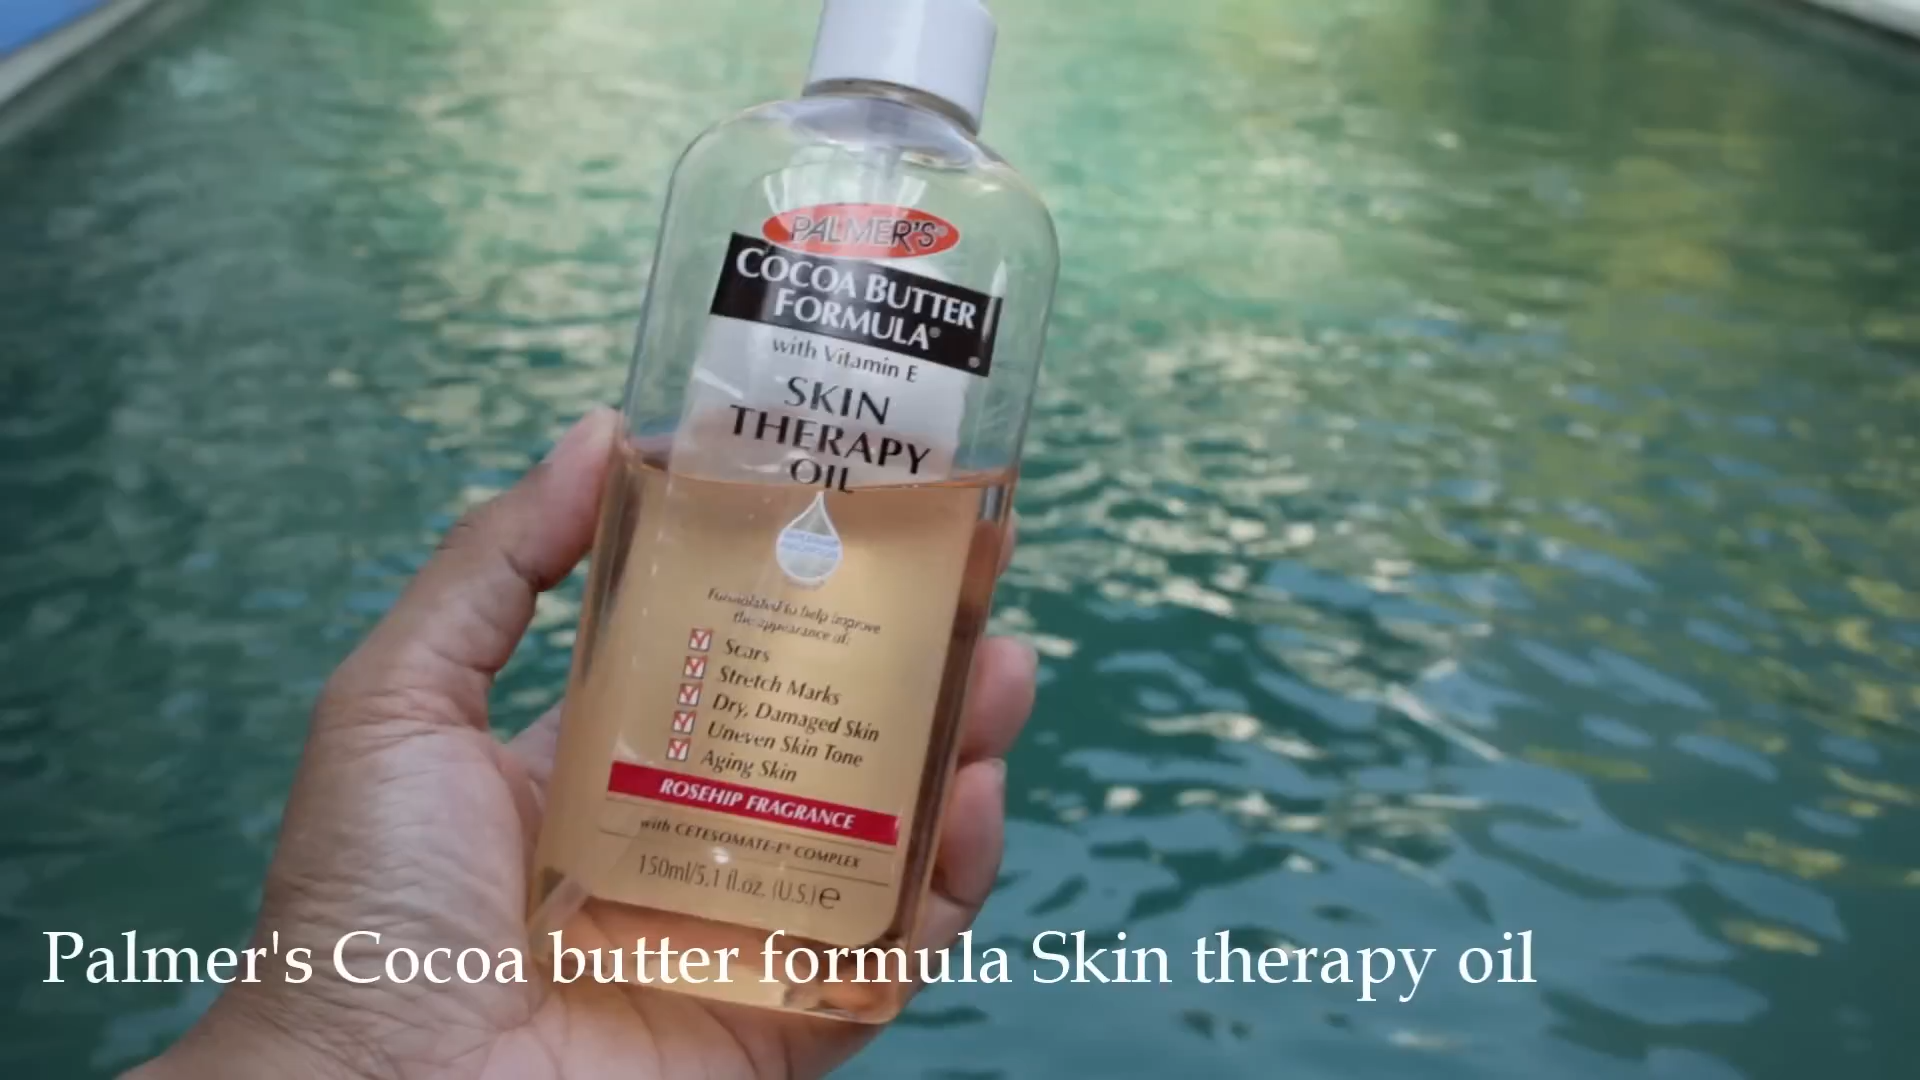 PALMER'S
COCOA BUTTER
FORMULA®
with Vitamin E
SKIN
THERAPY
OIL
Formulated to help improve
the appearance of:
Scars
Stretch Marks
Dry, Damaged Skin
Uneven Skin Tone
Aging Skin
ROSEHIP FRAGRANCE
with CETESOMATE-E® COMPLEX
150ml/5.1 fl.oz. (U.S.) e
Palmer's Cocoa butter formula Skin therapy oil